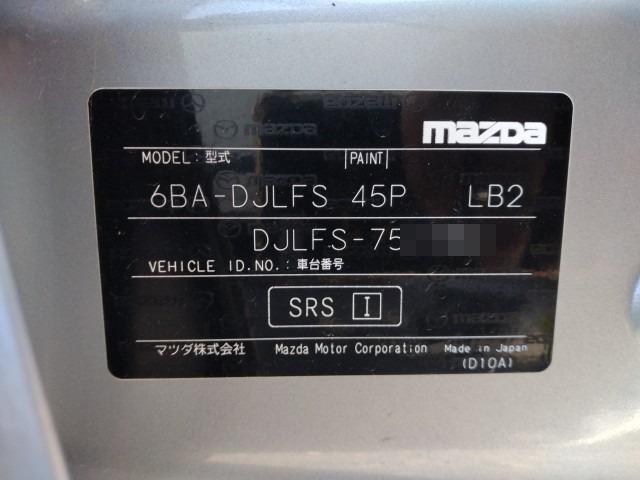 mazda
MODEL: 型式 |PAINT|
6BA-DJLFS 45P LB2
DJLFS-75
VEHICLE ID.NO.: 車台番号
SRS I
マツダ株式会社 Mazda Motor Corporation Made in Japan
(D10A)